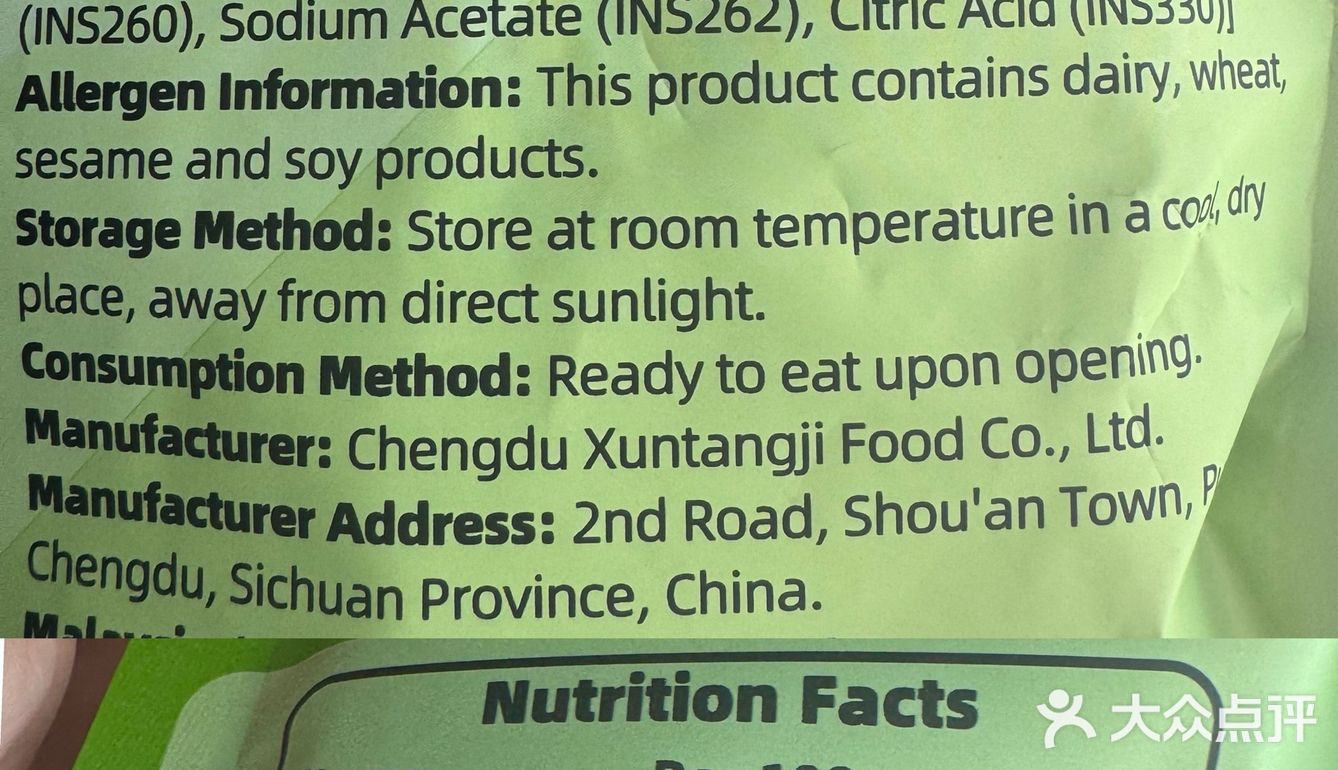 (INS260), Sodium Acetate (INS262), Citric Acid (INS330)]
Allergen Information: This product contains dairy, wheat,
sesame and soy products.
Storage Method: Store at room temperature in a cool, dry
place, away from direct sunlight.
Consumption Method: Ready to eat upon opening.
Manufacturer: Chengdu Xuntangji Food Co., Ltd.
Manufacturer Address: 2nd Road, Shou'an Town,
Chengdu, Sichuan Province, China.
Nutrition Facts
大众点评